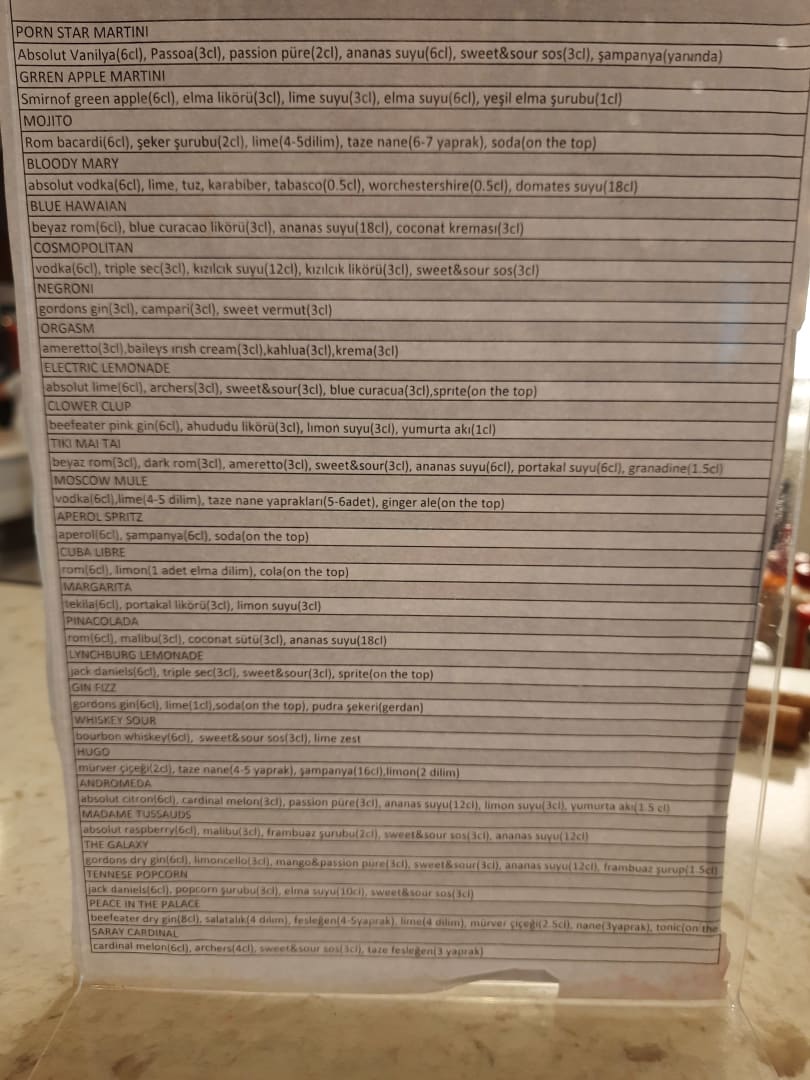 PORN STAR MARTINI
Absolut Vanilya(6cl), Passoa(3cl), passion püre(2cl), ananas suyu(6cl), sweet&sour sos(3cl), şampanya(yanında)
GRREN APPLE MARTINI
Smirnof green apple(6cl), elma likörü(3cl), lime suyu(3cl), elma suyu(6cl), yeşil elma şurubu(1cl)
MOJITO
Rom bacardi(6cl), şeker şurubu(2cl), lime(4-5dilim), taze nane(6-7 yaprak), soda(on the top)
BLOODY MARY
absolut vodka(6cl), lime, tuz, karabiber, tabasco(0.5cl), worchestershire(0.5cl), domates suyu(18cl)
BLUE HAWAIAN
beyaz rom(6cl), blue curacao likörü(3cl), ananas suyu(18cl), coconat kreması(3cl)
COSMOPOLITAN
vodka(6cl), triple sec(3cl), kızılcık suyu(12cl), kızılcık likörü(3cl), sweet&sour sos(3cl)
NEGRONI
gordons gin(3cl), campari(3cl), sweet vermut(3cl)
ORGASM
ameretto(3cl),baileys ırısh cream(3cl),kahlua(3cl),krema(3cl)
ELECTRIC LEMONADE
absolut lime(6cl), archers(3cl), sweet&sour(3cl), blue curacua(3cl),sprıte(on the top)
CLOWER CLUP
beefeater pink gin(6cl), ahududu likörü(3cl), lımon suyu(3cl), yumurta akı(1cl)
TIKI MAI TAI
beyaz rom(3cl), dark rom(3cl), ameretto(3cl), sweet&sour(3cl), ananas suyu(6cl), portakal suyu(6cl), granadine(1.5cl)
MOSCOW MULE
vodka(6cl),lime(4-5 dilim), taze nane yaprakları(5-6adet), ginger ale(on the top)
APEROL SPRITZ
aperol(6cl), şampanya(6cl), soda(on the top)
CUBA LIBRE
rom(6cl), limon(1 adet elma dilim), cola(on the top)
MARGARITA
tekila(6cl), portakal likörü(3cl), limon suyu(3cl)
PINACOLADA
rom(6cl), malibu(3cl), coconat sütü(3cl), ananas suyu(18cl)
LYNCHBURG LEMONADE
jack daniels(6cl), triple sec(3cl), sweet&sour(3cl), sprite(on the top)
GIN FIZZ
gordons gin(6cl), lime(1cl),soda(on the top), pudra şekeri(gerdan)
WHISKEY SOUR
bourbon whiskey(6cl), sweet&sour sos(3cl), lime zest
HUGO
mürver çiçeği(2cl), taze nane(4-5 yaprak), şampanya(16cl),limon(2 dilim)
ANDROMEDA
absolut citron(6cl), cardinal melon(3cl), passion püre(3cl), ananas suyu(12cl), limon suyu(3cl), yumurta akı(1.5 cl)
MADAME TUSSAUDS
absolut raspberry(6cl), malibu(3cl), frambuaz şurubu(2cl), sweet&sour sos(3cl), ananas suyu(12cl)
THE GALAXY
gordons dry gin(6cl), limoncello(3cl), mango&passion püre(3cl), sweet&sour(3cl), ananas suyu(12cl), frambuaz şurup(1.5cl)
TENNESE POPCORN
jack daniels(6cl), popcorn şurubu(3cl), elma suyu(10cl), sweet&sour sos(3cl)
PEACE IN THE PALACE
beefeater dry gin(8cl), salatalık(4 dilim), fesleğen(4-5yaprak), lime(4 dilim), mürver çiçeği(2.5cl), nane(3yaprak), tonic(on the
SARAY CARDINAL
cardinal melon(6cl), archers(4cl), sweet&sour sos(3cl), taze fesleğen(3 yaprak)